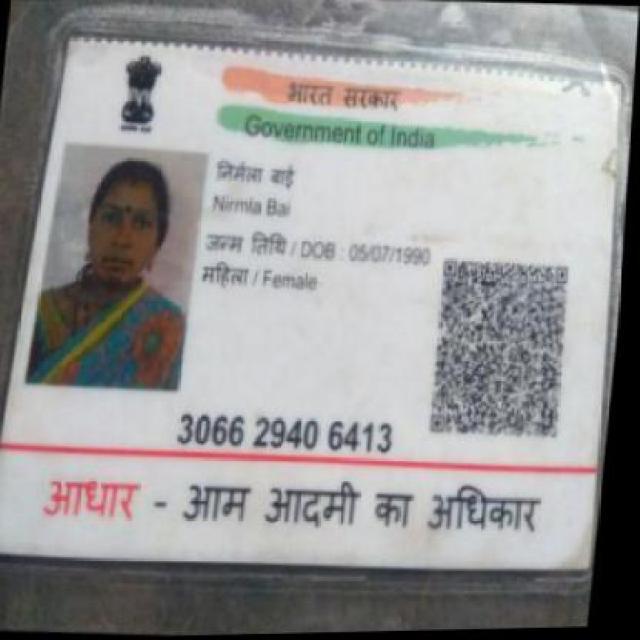 भारत सरकार
Government of India
निर्मला बाई
Nirmla Bai
जन्म तिथि / DOB : 05/07/1990
महिला / Female
3066 2940 6413
आधार - आम आदमी का अधिकार